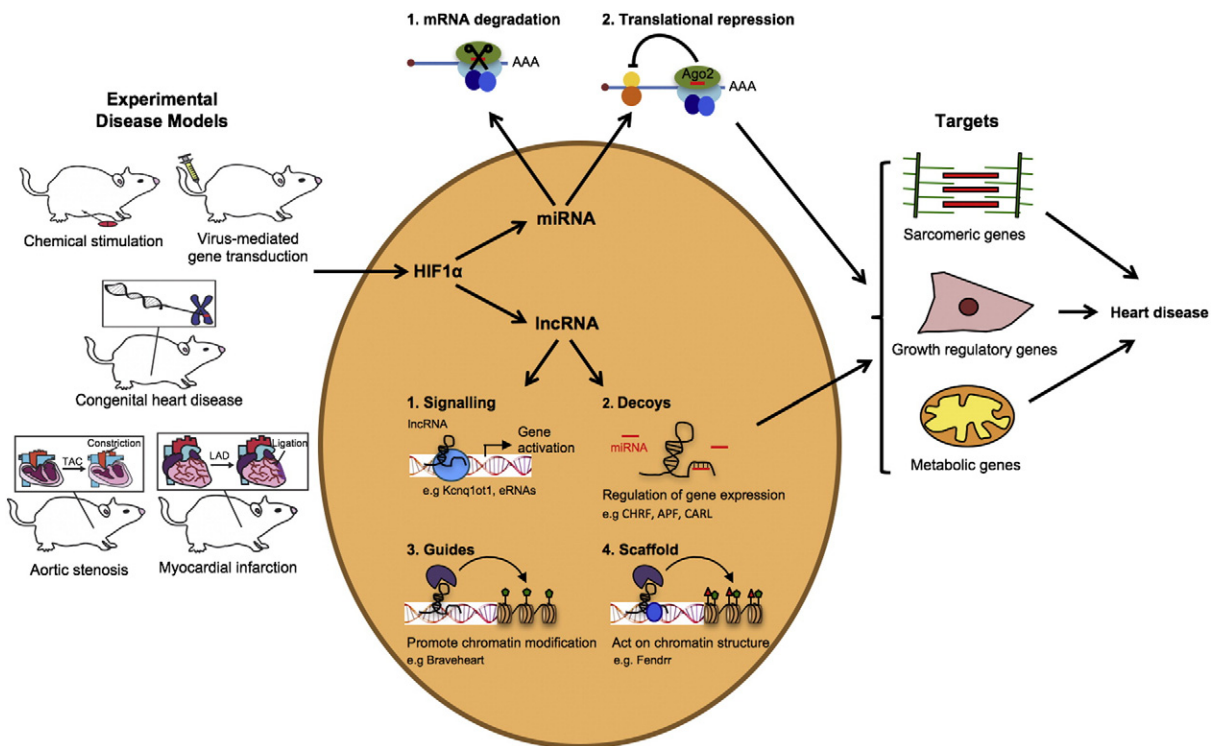 1. mRNA degradation
AAA
2. Translational repression
Ago2
AAA
Experimental
Disease Models
Chemical stimulation
Virus-mediated
gene transduction
Congenital heart disease
Constriction
TAC
Aortic stenosis
Ligation
LAD
Myocardial infarction
miRNA
HIF1α
lncRNA
1. Signalling
lncRNA
Gene
activation
e.g Kcnq1ot1, eRNAs
2. Decoys
miRNA
Regulation of gene expression
e.g CHRF, APF, CARL
3. Guides
Promote chromatin modification
e.g Braveheart
4. Scaffold
Act on chromatin structure
e.g. Fendrr
Targets
Sarcomeric genes
Growth regulatory genes
Metabolic genes
Heart disease